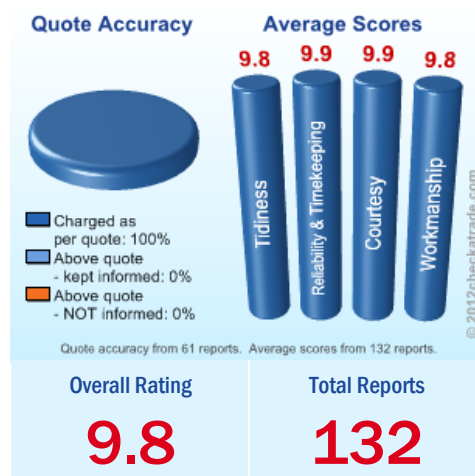 Quote Accuracy
Average Scores
9.8
9.9
9.9
9.8
Tidiness
Reliability & Timekeeping
Courtesy
Workmanship
Charged as
per quote: 100%
Above quote
- kept informed: 0%
Above quote
- NOT informed: 0%
© 2012checkatrade.com
Quote accuracy from 61 reports. Average scores from 132 reports.
Overall Rating
Total Reports
9.8
132